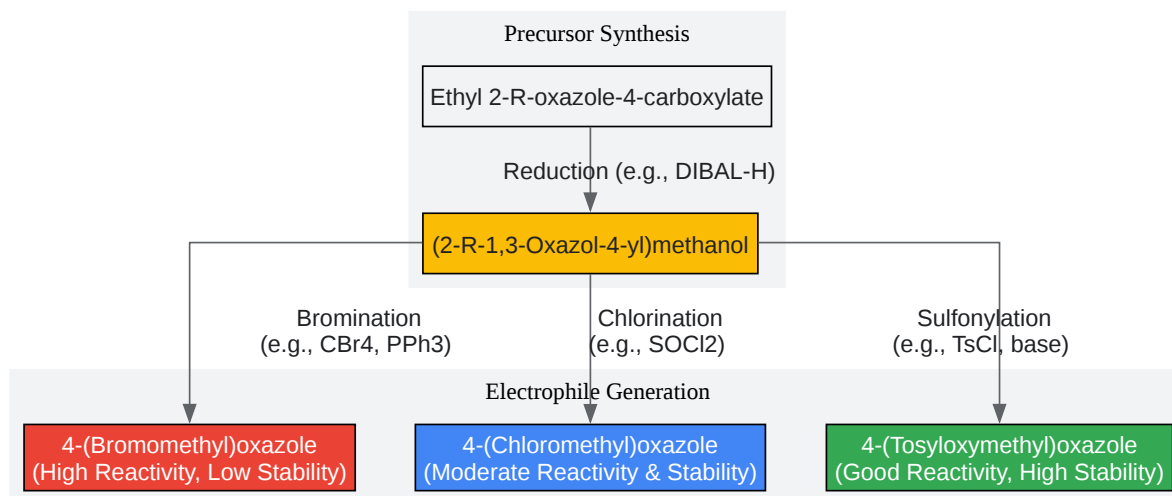 Precursor Synthesis
Ethyl 2-R-oxazole-4-carboxylate
Reduction (e.g., DIBAL-H)
(2-R-1,3-Oxazol-4-yl)methanol
Bromination
(e.g., CBr4, PPh3)
Chlorination
(e.g., SOCl2)
Sulfonylation
(e.g., TsCl, base)
Electrophile Generation
4-(Bromomethyl)oxazole
(High Reactivity, Low Stability)
4-(Chloromethyl)oxazole
(Moderate Reactivity & Stability)
4-(Tosyloxymethyl)oxazole
(Good Reactivity, High Stability)